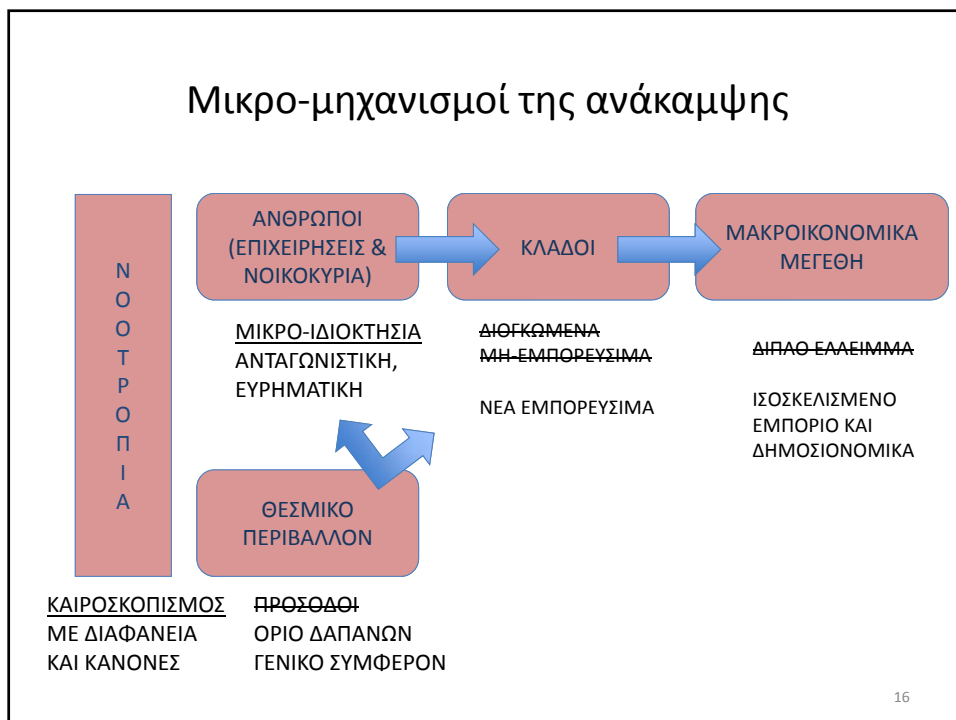 Μικρο-μηχανισμοί της ανάκαμψης
Ν
Ο
Ο
Τ
Ρ
Ο
Π
Ι
Α
ΑΝΘΡΩΠΟΙ
(ΕΠΙΧΕΙΡΗΣΕΙΣ &
ΝΟΙΚΟΚΥΡΙΑ)
ΚΛΑΔΟΙ
ΜΑΚΡΟΙΚΟΝΟΜΙΚΑ
ΜΕΓΕΘΗ
ΜΙΚΡΟ-ΙΔΙΟΚΤΗΣΙΑ
ΑΝΤΑΓΩΝΙΣΤΙΚΗ,
ΕΥΡΗΜΑΤΙΚΗ
ΔΙΟΓΚΩΜΕΝΑ
ΜΗ-ΕΜΠΟΡΕΥΣΙΜΑ
ΝΕΑ ΕΜΠΟΡΕΥΣΙΜΑ
ΔΙΠΛΟ ΕΛΛΕΙΜΜΑ
ΙΣΟΣΚΕΛΙΣΜΕΝΟ
ΕΜΠΟΡΙΟ ΚΑΙ
ΔΗΜΟΣΙΟΝΟΜΙΚΑ
ΘΕΣΜΙΚΟ
ΠΕΡΙΒΑΛΛΟΝ
ΚΑΙΡΟΣΚΟΠΙΣΜΟΣ
ΜΕ ΔΙΑΦΑΝΕΙΑ
ΚΑΙ ΚΑΝΟΝΕΣ
ΠΡΟΣΟΔΟΙ
ΟΡΙΟ ΔΑΠΑΝΩΝ
ΓΕΝΙΚΟ ΣΥΜΦΕΡΟΝ
16